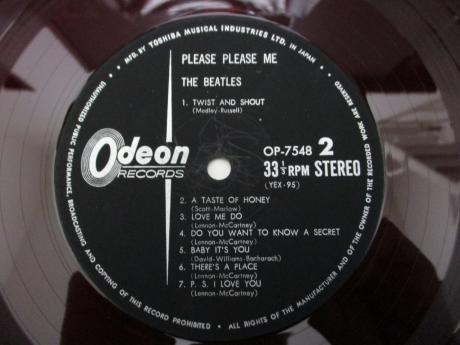 MFD. BY TOSHIBA MUSICAL INDUSTRIES LTD. IN JAPAN
PLEASE PLEASE ME
THE BEATLES
1. TWIST AND SHOUT
(Medley-Russell)
Odeon
RECORDS
OP-7548 2
33 1/3 RPM STEREO
(YEX-95)
2. A TASTE OF HONEY
(Scott-Marlow)
3. LOVE ME DO
(Lennon-McCartney)
4. DO YOU WANT TO KNOW A SECRET
(Lennon-McCartney)
5. BABY IT'S YOU
(David-Williams-Bacharach)
6. THERE'S A PLACE
(Lennon-McCartney)
7. P. S. I LOVE YOU
(Lennon-McCartney)
ALL RIGHTS OF THE MANUFACTURER AND OF THE OWNER OF THE RECORDED WORK ARE RESERVED
UNAUTHORIZED PUBLIC PERFORMANCE, BROADCASTING AND COPYING OF THIS RECORD PROHIBITED